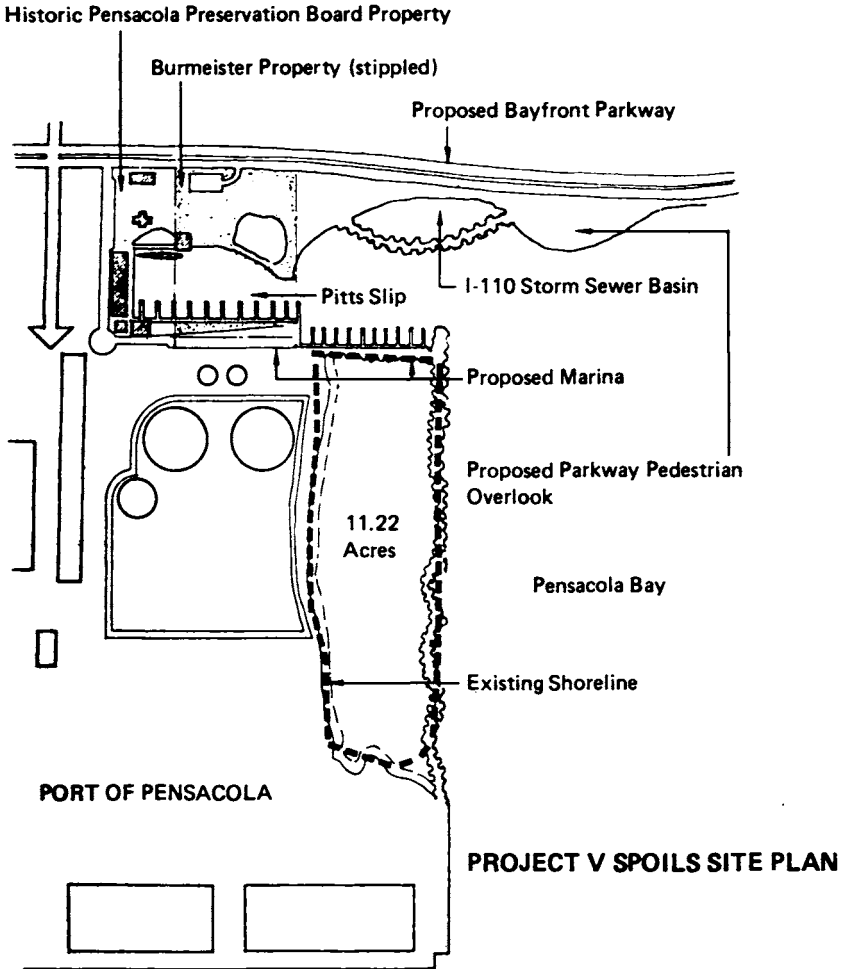 Historic Pensacola Preservation Board Property
Burmeister Property (stippled)
Proposed Bayfront Parkway
Pitts Slip
I-110 Storm Sewer Basin
Proposed Marina
Proposed Parkway Pedestrian
Overlook
11.22
Acres
Pensacola Bay
Existing Shoreline
PORT OF PENSACOLA
PROJECT V SPOILS SITE PLAN